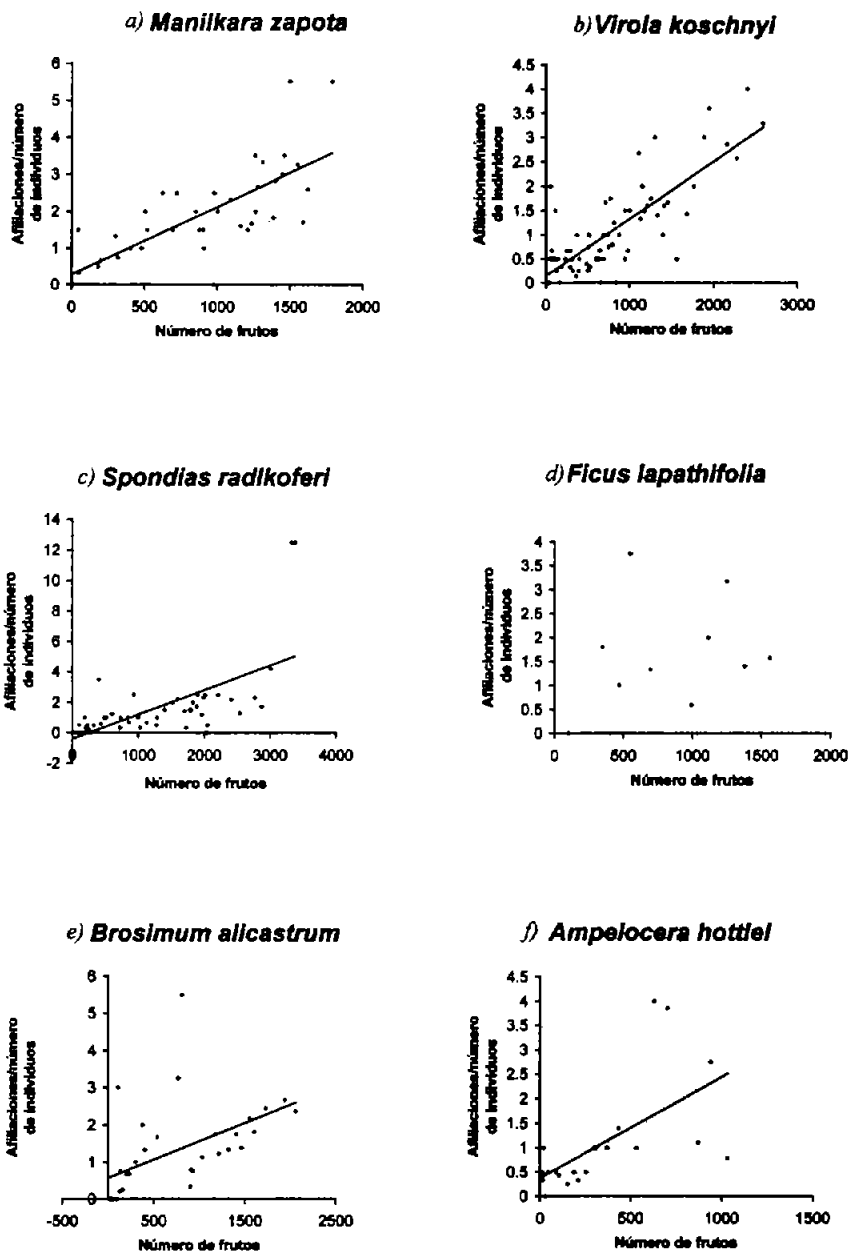 a) Manilkara zapota
Afiliaciones/número
de individuos
6
5
4
3
2
1
0
0 500 1000 1500 2000
Número de frutos
b) Virola koschnyi
Afiliaciones/número
de individuos
4.5
4
3.5
3
2.5
2
1.5
1
0.5
0
0 1000 2000 3000
Número de frutos
c) Spondias radlkoferi
Afiliaciones/número
de individuos
14
12
10
8
6
4
2
0
-2
0 1000 2000 3000 4000
Número de frutos
d) Ficus lapathifolia
Afiliaciones/número
de individuos
4
3.5
3
2.5
2
1.5
1
0.5
0
0 500 1000 1500 2000
Número de frutos
e) Brosimum alicastrum
Afiliaciones/número
de individuos
6
5
4
3
2
1
0
-500 500 1500 2500
Número de frutos
f) Ampelocera hottlei
Afiliaciones/número
de individuos
4.5
4
3.5
3
2.5
2
1.5
1
0.5
0
0 500 1000 1500
Número de frutos